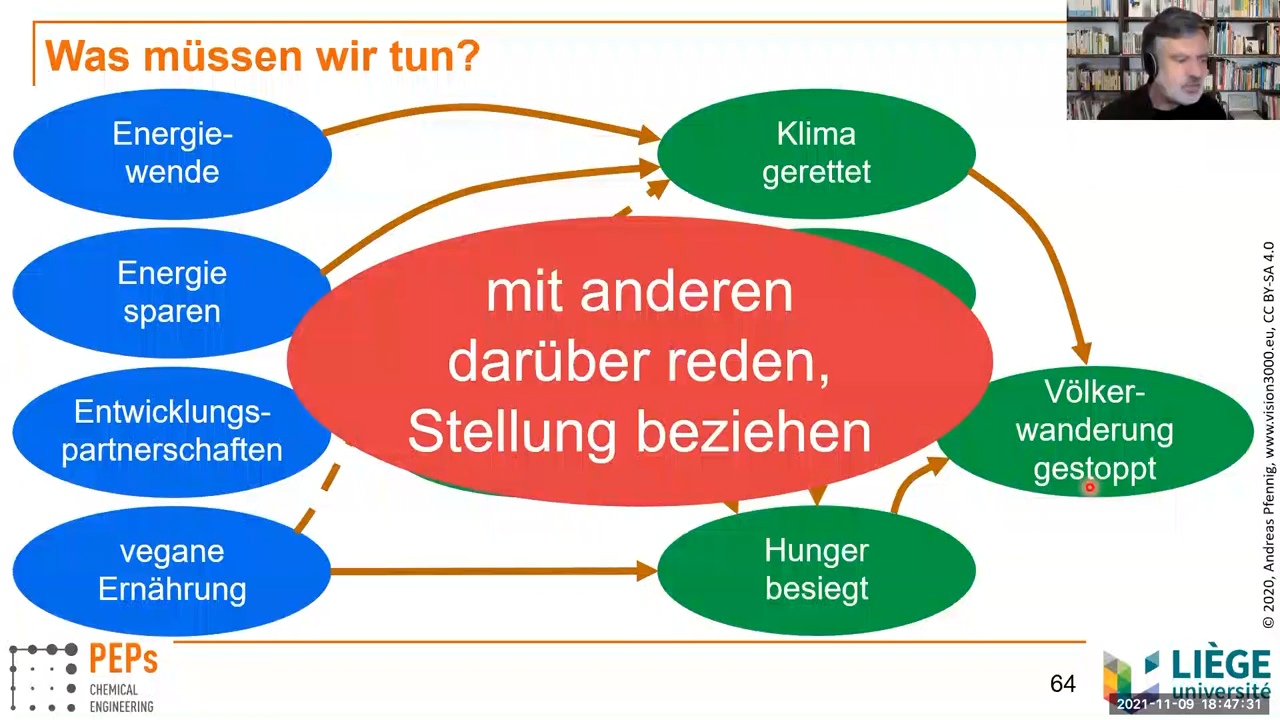 Was müssen wir tun?
Energie-
wende
Klima
gerettet
Energie
sparen
mit anderen
darüber reden,
Stellung beziehen
Entwicklungs-
partnerschaften
Völker-
wanderung
gestoppt
vegane
Ernährung
Hunger
besiegt
© 2020, Andreas Pfennig, www.vision3000.eu, CC BY-SA 4.0
PEPs
CHEMICAL
ENGINEERING
64
LIÈGE
université
2021-11-09 18:47:31